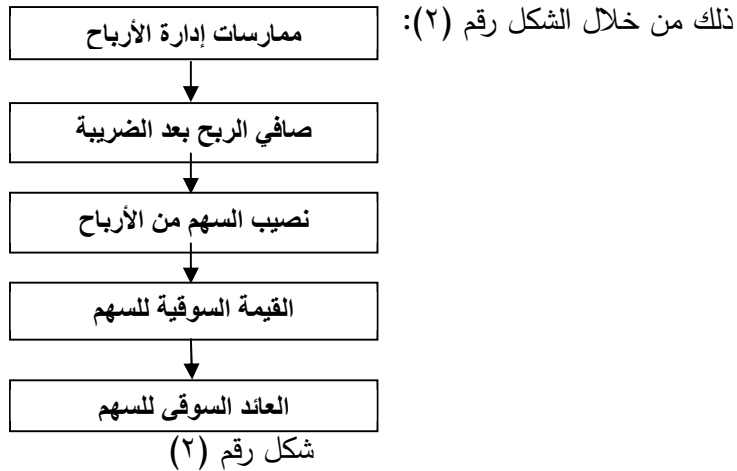 ذلك من خلال الشكل رقم (٢):
ممارسات إدارة الأرباح
صافي الربح بعد الضريبة
نصيب السهم من الأرباح
القيمة السوقية للسهم
العائد السوقى للسهم
شكل رقم (٢)